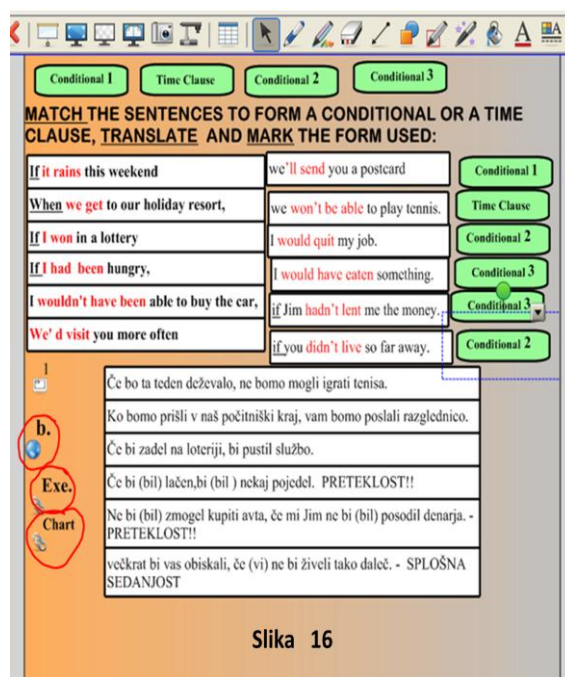 Conditional 1 Time Clause Conditional 2 Conditional 3
MATCH THE SENTENCES TO FORM A CONDITIONAL OR A TIME
CLAUSE, TRANSLATE AND MARK THE FORM USED:
If it rains this weekend we'll send you a postcard Conditional 1
When we get to our holiday resort, we won't be able to play tennis. Time Clause
If I won in a lottery I would quit my job. Conditional 2
If I had been hungry, I would have eaten something. Conditional 3
I wouldn't have been able to buy the car, if Jim hadn't lent me the money. Conditional 3
We' d visit you more often if you didn't live so far away. Conditional 2
1
Če bo ta teden deževalo, ne bomo mogli igrati tenisa.
Ko bomo prišli v naš počitniški kraj, vam bomo poslali razglednico.
b.
Če bi zadel na loteriji, bi pustil službo.
Exe.
Če bi (bil) lačen,bi (bil ) nekaj pojedel. PRETEKLOST!!
Chart
Ne bi (bil) zmogel kupiti avta, če mi Jim ne bi (bil) posodil denarja. -
PRETEKLOST!!
večkrat bi vas obiskali, če (vi) ne bi živeli tako daleč. - SPLOŠNA
SEDANJOST
Slika 16